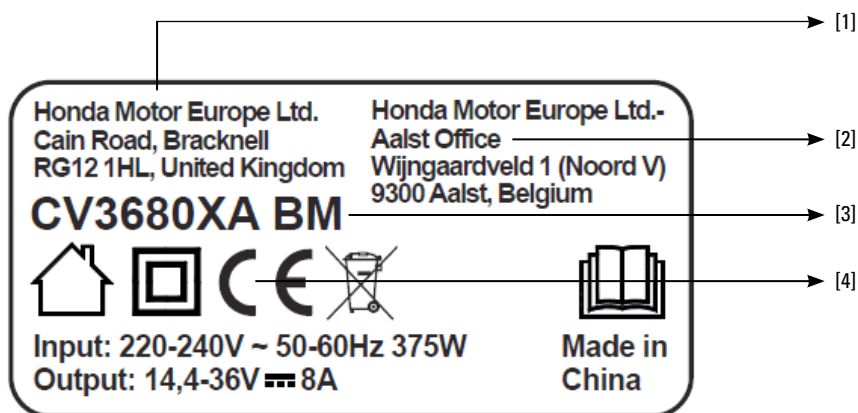 [1]
Honda Motor Europe Ltd.
Cain Road, Bracknell
RG12 1HL, United Kingdom
Honda Motor Europe Ltd.-
Aalst Office
Wijngaardveld 1 (Noord V)
9300 Aalst, Belgium
[2]
CV3680XA BM
[3]
CE
[4]
Input: 220-240V ~ 50-60Hz 375W
Output: 14,4-36V ⎓ 8A
Made in
China